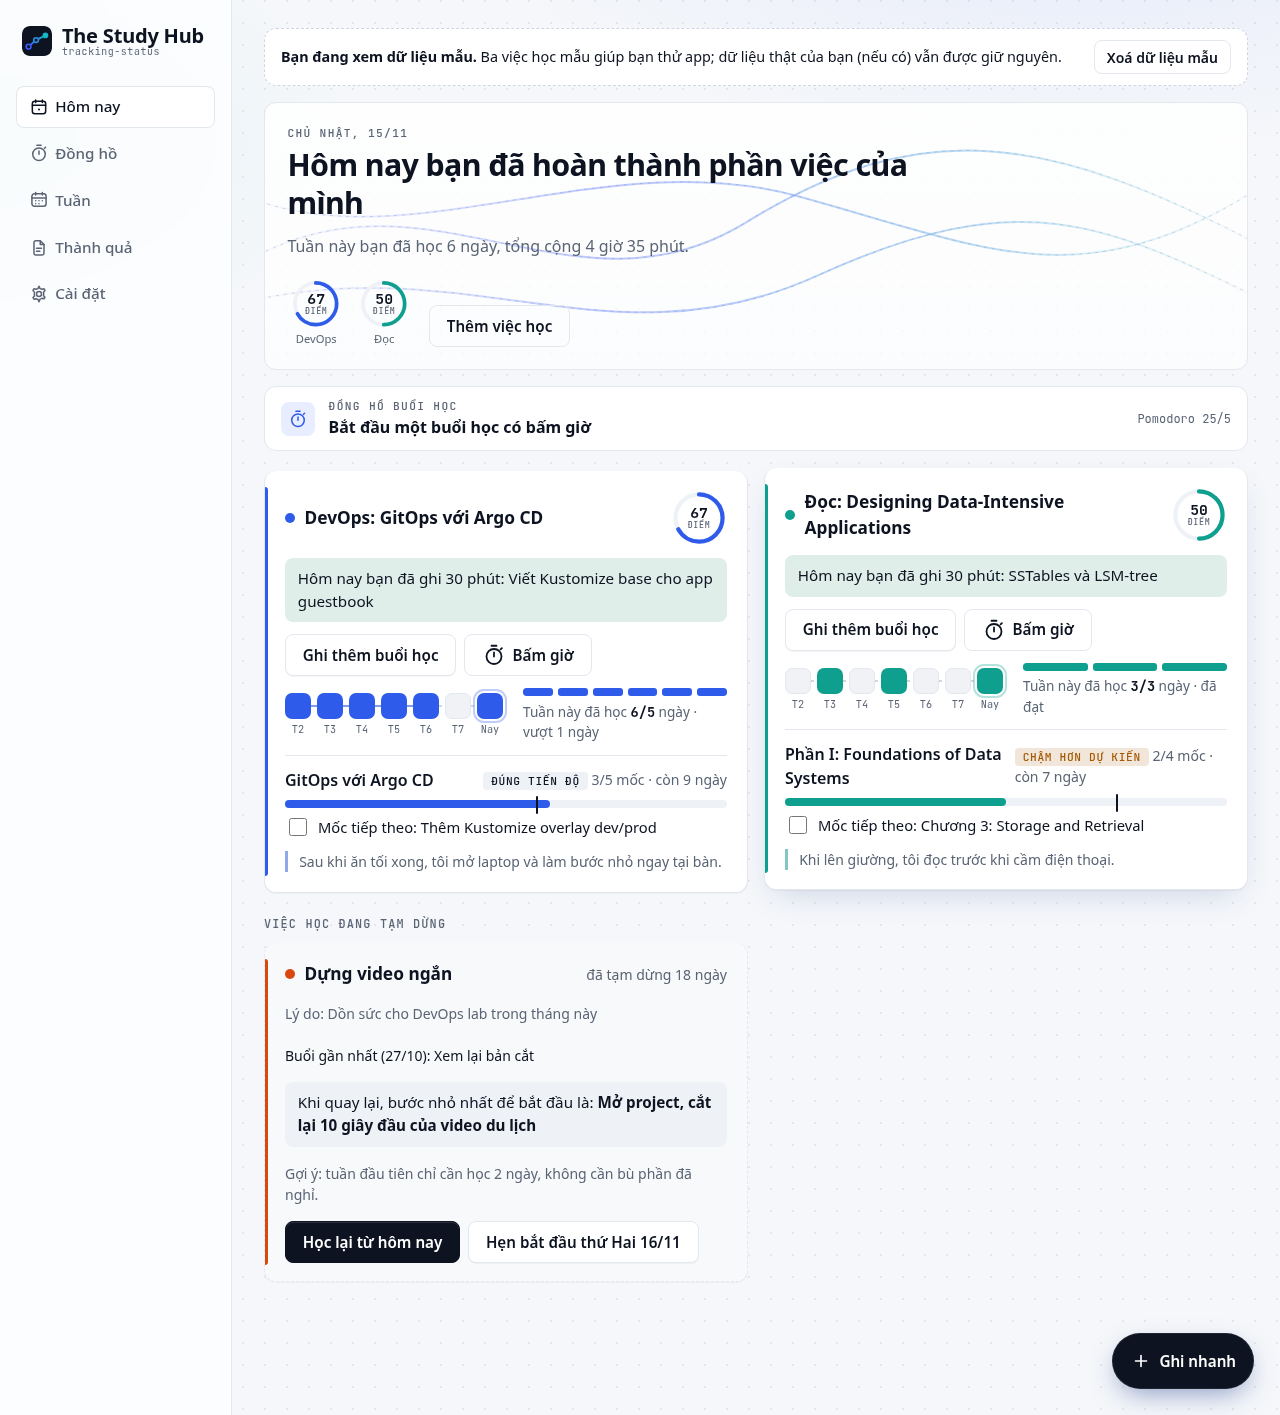 The Study Hub
tracking-status
Hôm nay
Đồng hồ
Tuần
Thành quả
Cài đặt
Bạn đang xem dữ liệu mẫu. Ba việc học mẫu giúp bạn thử app; dữ liệu thật của bạn (nếu có) vẫn được giữ nguyên.
Xoá dữ liệu mẫu
CHỦ NHẬT, 15/11
Hôm nay bạn đã hoàn thành phần việc của
mình
Tuần này bạn đã học 6 ngày, tổng cộng 4 giờ 35 phút.
67
ĐIỂM
DevOps
50
ĐIỂM
Đọc
Thêm việc học
ĐỒNG HỒ BUỔI HỌC
Bắt đầu một buổi học có bấm giờ
Pomodoro 25/5
DevOps: GitOps với Argo CD
67
ĐIỂM
Hôm nay bạn đã ghi 30 phút: Viết Kustomize base cho app
guestbook
Ghi thêm buổi học
Bấm giờ
T2 T3 T4 T5 T6 T7 Nay
Tuần này đã học 6/5 ngày ·
vượt 1 ngày
GitOps với Argo CD
ĐÚNG TIẾN ĐỘ 3/5 mốc · còn 9 ngày
Mốc tiếp theo: Thêm Kustomize overlay dev/prod
Sau khi ăn tối xong, tôi mở laptop và làm bước nhỏ ngay tại bàn.
Đọc: Designing Data-Intensive
Applications
50
ĐIỂM
Hôm nay bạn đã ghi 30 phút: SSTables và LSM-tree
Ghi thêm buổi học
Bấm giờ
T2 T3 T4 T5 T6 T7 Nay
Tuần này đã học 3/3 ngày · đã
đạt
Phần I: Foundations of Data
Systems
CHẬM HƠN DỰ KIẾN 2/4 mốc ·
còn 7 ngày
Mốc tiếp theo: Chương 3: Storage and Retrieval
Khi lên giường, tôi đọc trước khi cầm điện thoại.
VIỆC HỌC ĐANG TẠM DỪNG
Dựng video ngắn
đã tạm dừng 18 ngày
Lý do: Dồn sức cho DevOps lab trong tháng này
Buổi gần nhất (27/10): Xem lại bản cắt
Khi quay lại, bước nhỏ nhất để bắt đầu là: Mở project, cắt
lại 10 giây đầu của video du lịch
Gợi ý: tuần đầu tiên chỉ cần học 2 ngày, không cần bù phần đã
nghỉ.
Học lại từ hôm nay
Hẹn bắt đầu thứ Hai 16/11
Ghi nhanh